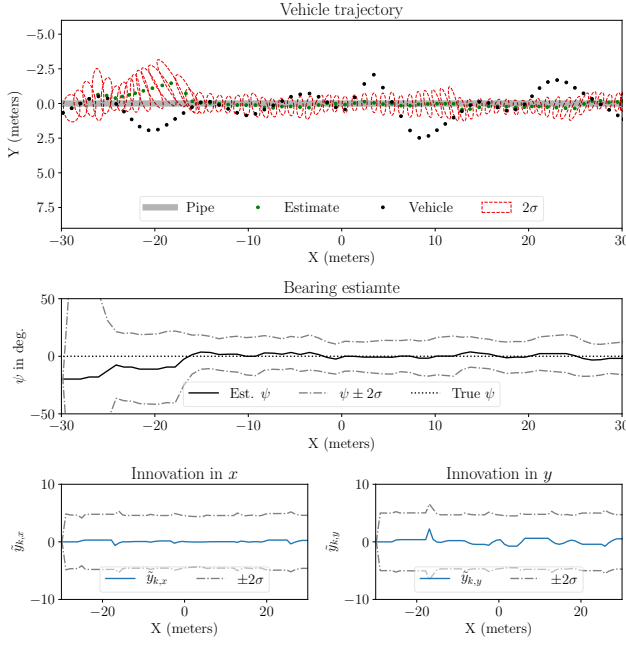 Vehicle trajectory
−5.0
−2.5
0.0
2.5
5.0
7.5
Y (meters)
Pipe Estimate Vehicle 2σ
−30 −20 −10 0 10 20 30
X (meters)
Bearing estiamte
50
0
−50
ψ in deg.
Est. ψ ψ ± 2σ True ψ
−30 −20 −10 0 10 20 30
X (meters)
Innovation in x
10
0
−10
ỹk,x
ỹk,x ±2σ
−20 0 20
X (meters)
Innovation in y
10
0
−10
ỹk,y
ỹk,y ±2σ
−20 0 20
X (meters)